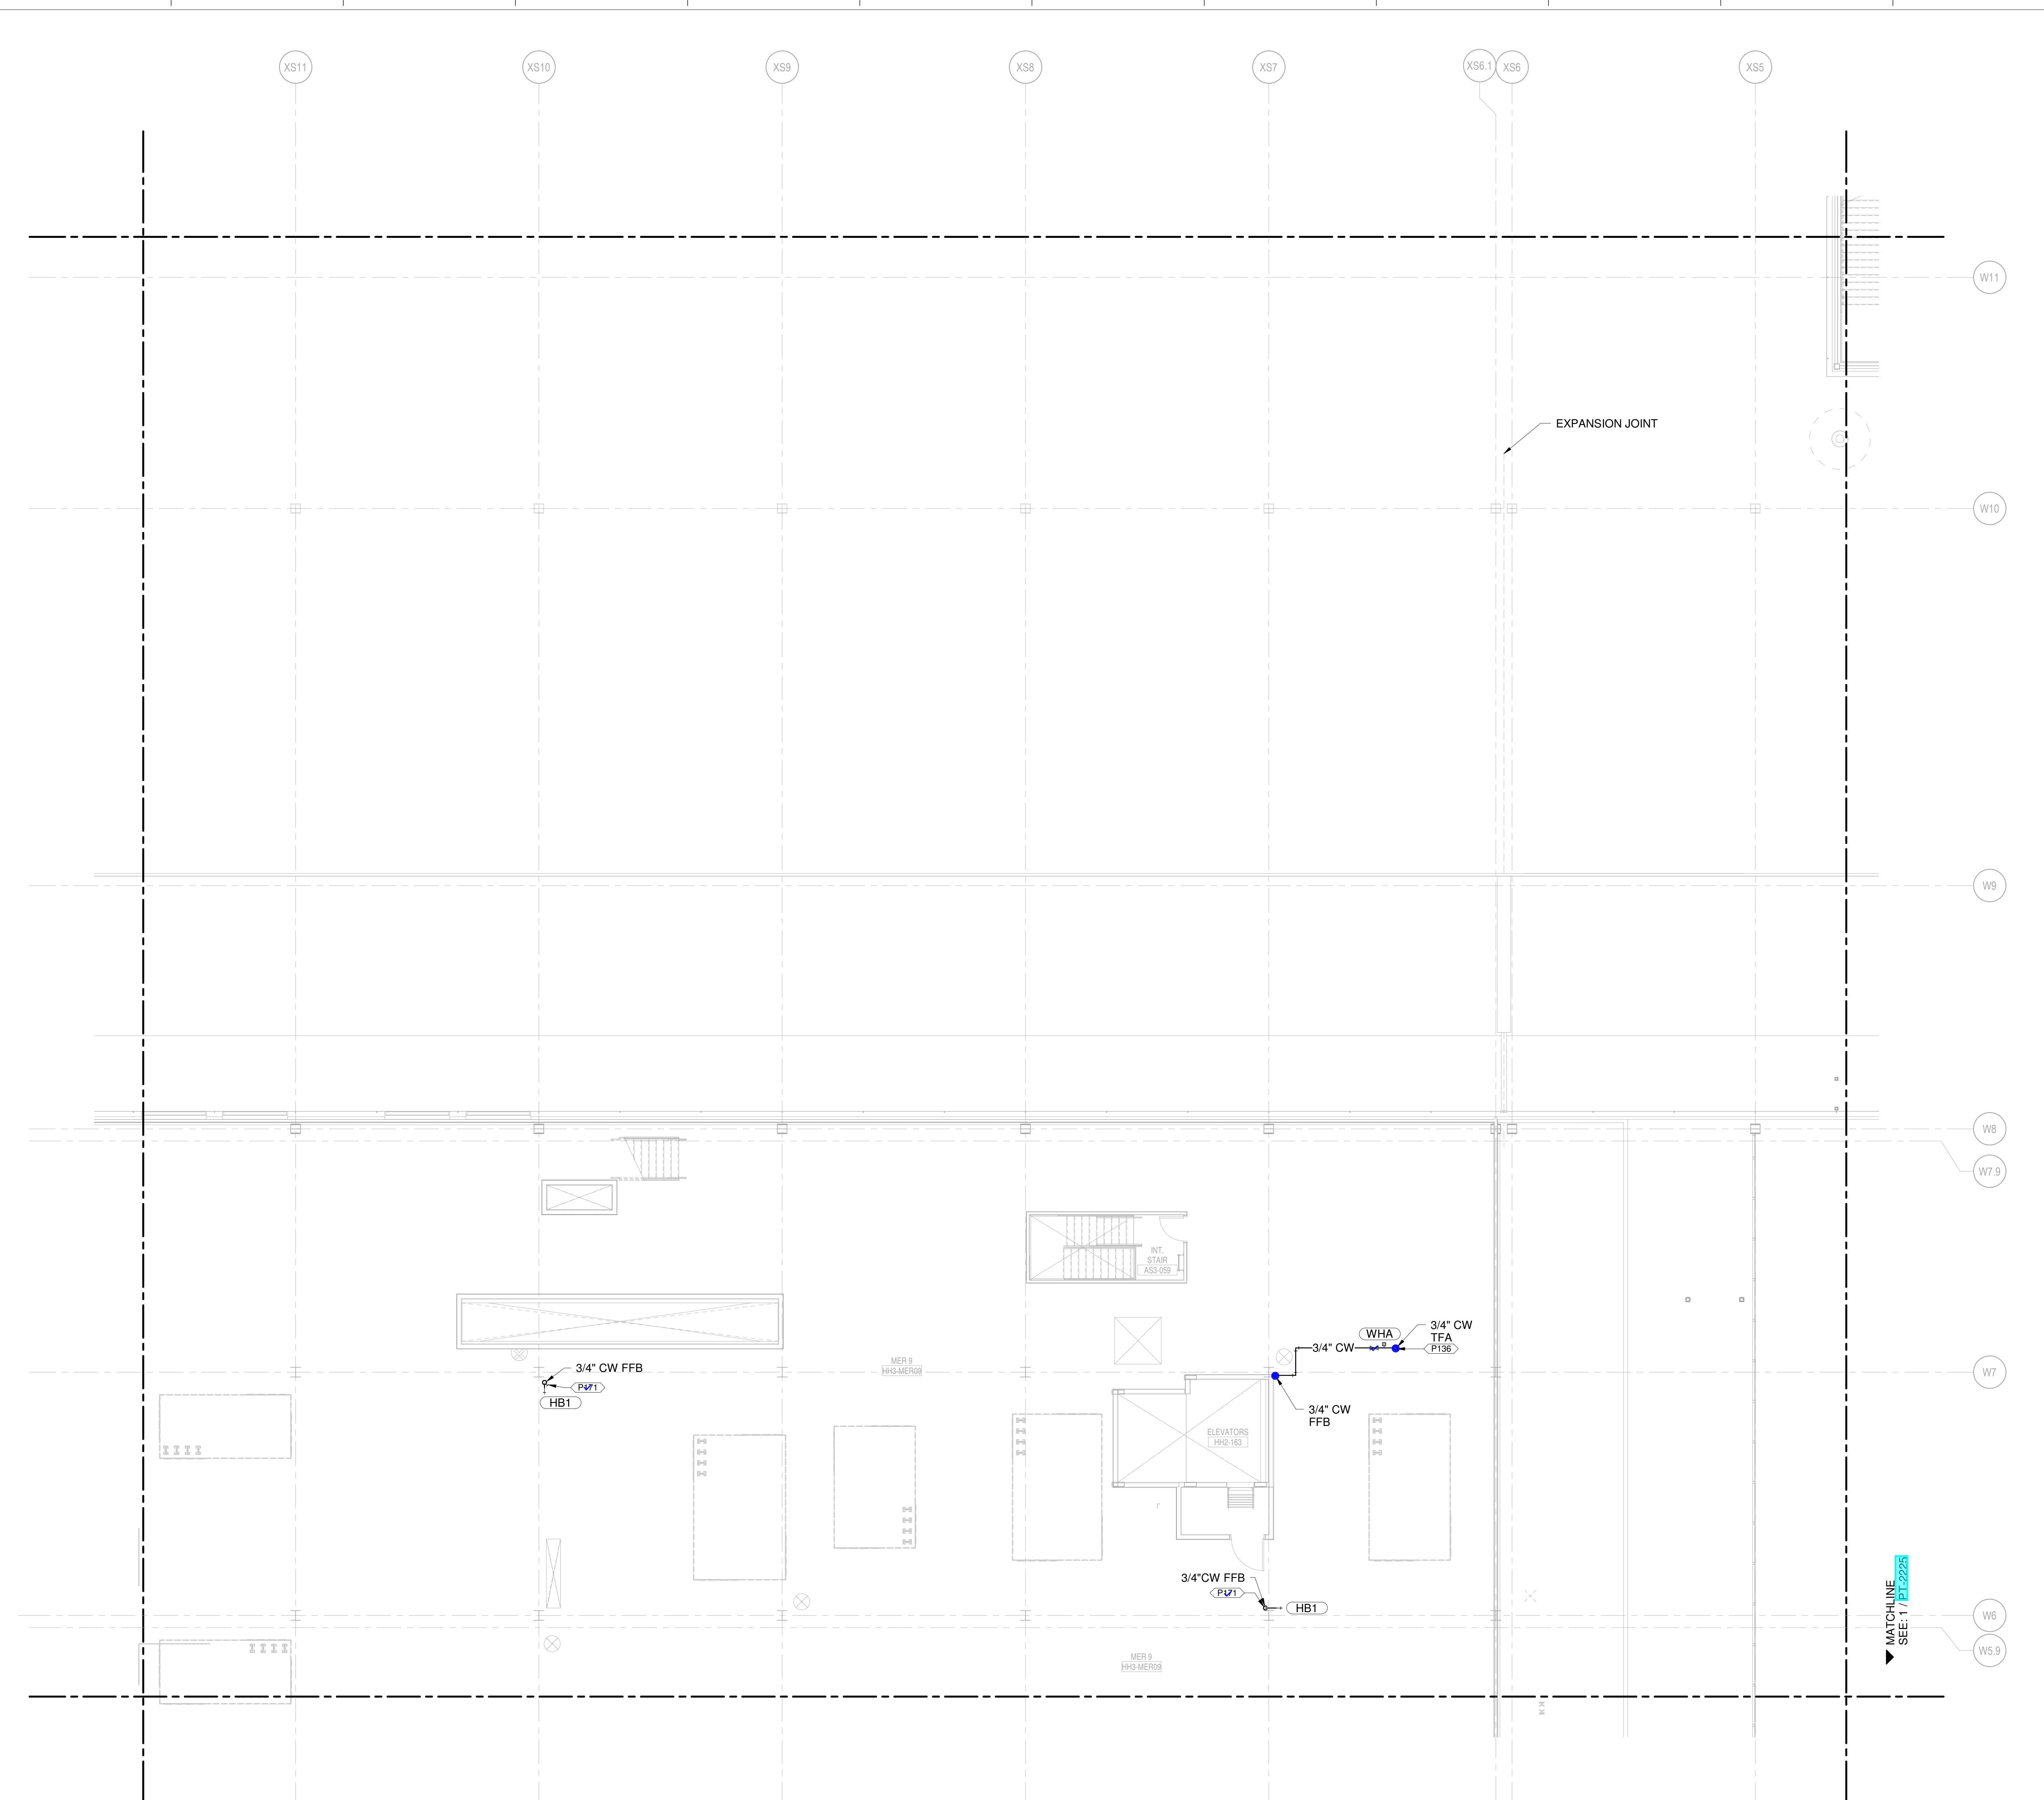 XS11
XS10
XS9
XS8
XS7
XS6.1
XS6
XS5
W11
EXPANSION JOINT
W10
W9
W8
W7.9
INT.
STAIR
AS3-059
WHA
3/4" CW
TFA
P136
3/4" CW
MER 9
HH3-MER09
3/4" CW FFB
P171
HB1
W7
3/4" CW
FFB
ELEVATORS
HH2-163
3/4"CW FFB
P171
HB1
W6
W5.9
MER 9
HH3-MER09
MATCHLINE
SEE: 1 / PT-2225